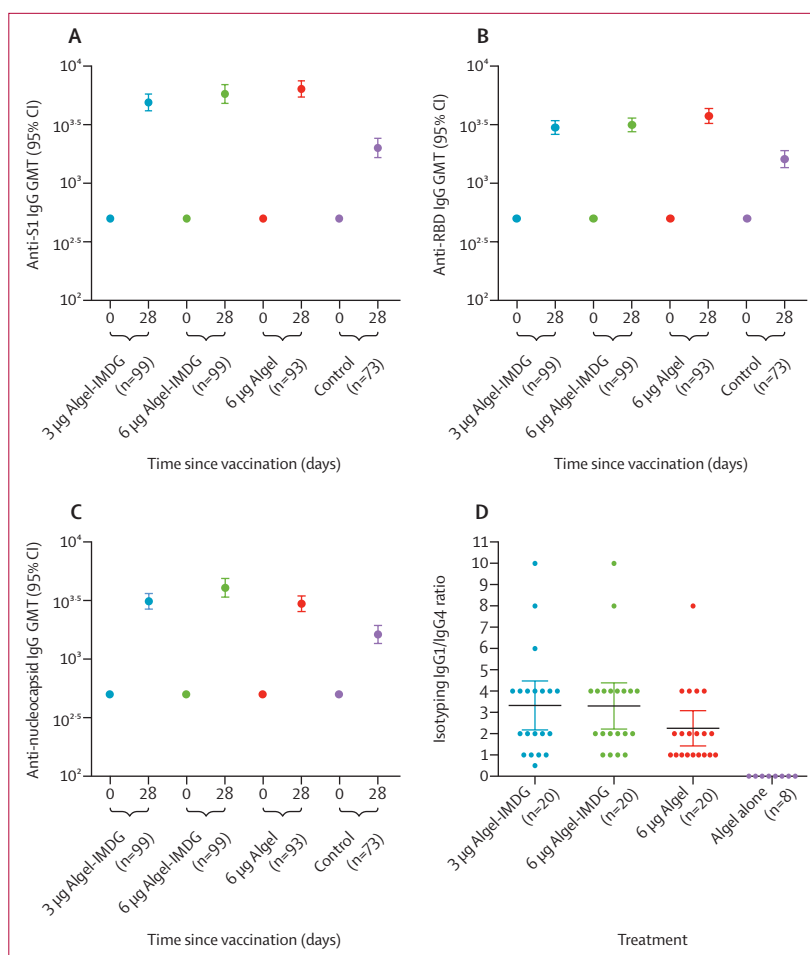 A
Anti-S1 IgG GMT (95% CI)
10⁴
10³·⁵
10³
10²·⁵
10²
0 28 0 28 0 28 0 28
3 µg Algel-IMDG (n=99)
6 µg Algel-IMDG (n=99)
6 µg Algel (n=93)
Control (n=73)
Time since vaccination (days)
B
Anti-RBD IgG GMT (95% CI)
10⁴
10³·⁵
10³
10²·⁵
10²
0 28 0 28 0 28 0 28
3 µg Algel-IMDG (n=99)
6 µg Algel-IMDG (n=99)
6 µg Algel (n=93)
Control (n=73)
Time since vaccination (days)
C
Anti-nucleocapsid IgG GMT (95% CI)
10⁴
10³·⁵
10³
10²·⁵
10²
0 28 0 28 0 28 0 28
3 µg Algel-IMDG (n=99)
6 µg Algel-IMDG (n=99)
6 µg Algel (n=93)
Control (n=73)
Time since vaccination (days)
D
Isotyping IgG1/IgG4 ratio
11
10
9
8
7
6
5
4
3
2
1
0
3 µg Algel-IMDG (n=20)
6 µg Algel-IMDG (n=20)
6 µg Algel (n=20)
Algel alone (n=8)
Treatment